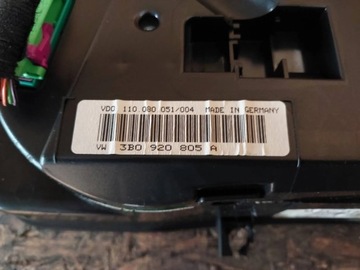 VDO 110.080.051/004 MADE IN GERMANY
VW 3B0 920 805 A